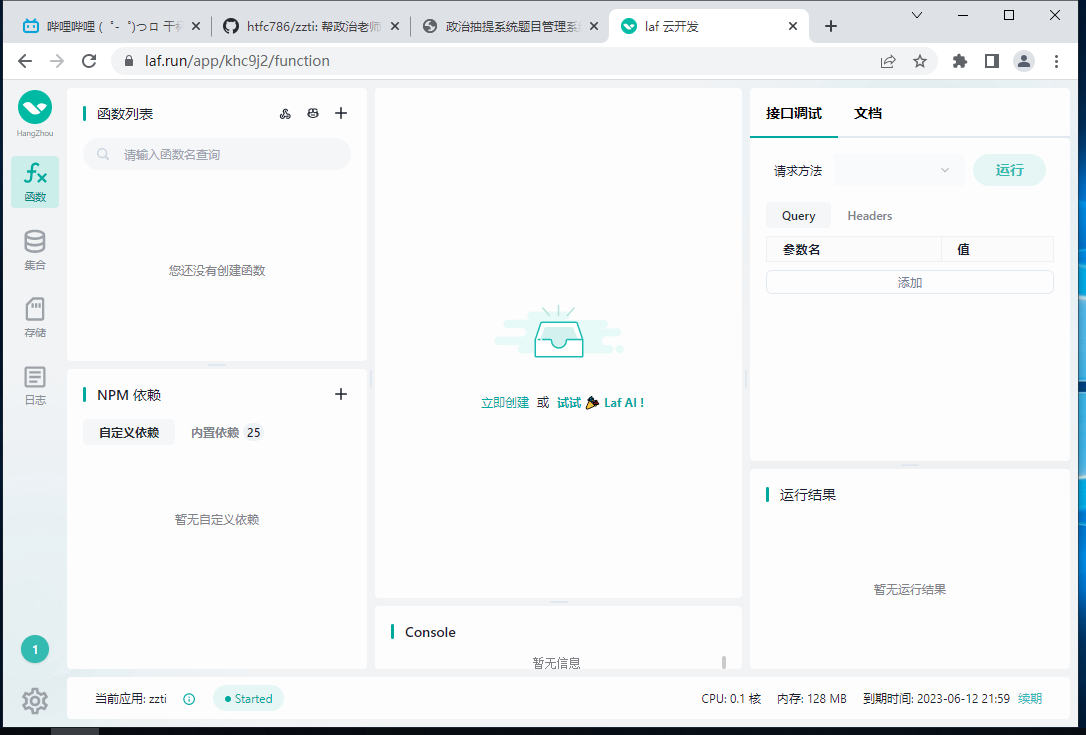 哔哩哔哩 ( ゜- ゜)つロ 干杯
htfc786/zzti: 帮政治老师
政治抽提系统题目管理系统
laf 云开发
laf.run/app/khc9j2/function
HangZhou
函数
集合
存储
日志
1
函数列表
请输入函数名查询
您还没有创建函数
NPM 依赖
自定义依赖 内置依赖 25
暂无自定义依赖
立即创建 或 试试 Laf AI !
Console
暂无信息
接口调试 文档
请求方法 运行
Query Headers
参数名 值
添加
运行结果
暂无运行结果
当前应用: zzti Started CPU: 0.1 核 内存: 128 MB 到期时间: 2023-06-12 21:59 续期